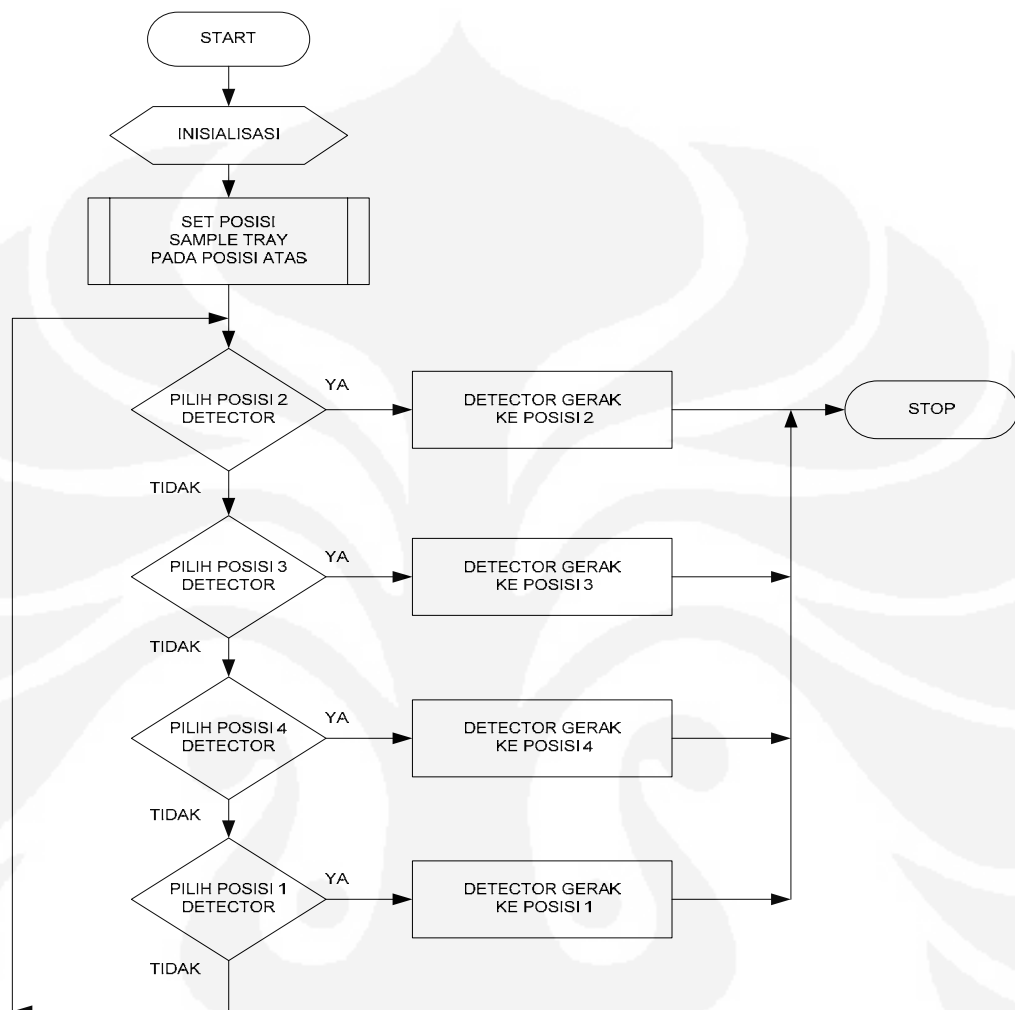 START
INISIALISASI
SET POSISI
SAMPLE TRAY
PADA POSISI ATAS
PILIH POSISI 2
DETECTOR
YA
DETECTOR GERAK
KE POSISI 2
STOP
TIDAK
PILIH POSISI 3
DETECTOR
YA
DETECTOR GERAK
KE POSISI 3
TIDAK
PILIH POSISI 4
DETECTOR
YA
DETECTOR GERAK
KE POSISI 4
TIDAK
PILIH POSISI 1
DETECTOR
YA
DETECTOR GERAK
KE POSISI 1
TIDAK